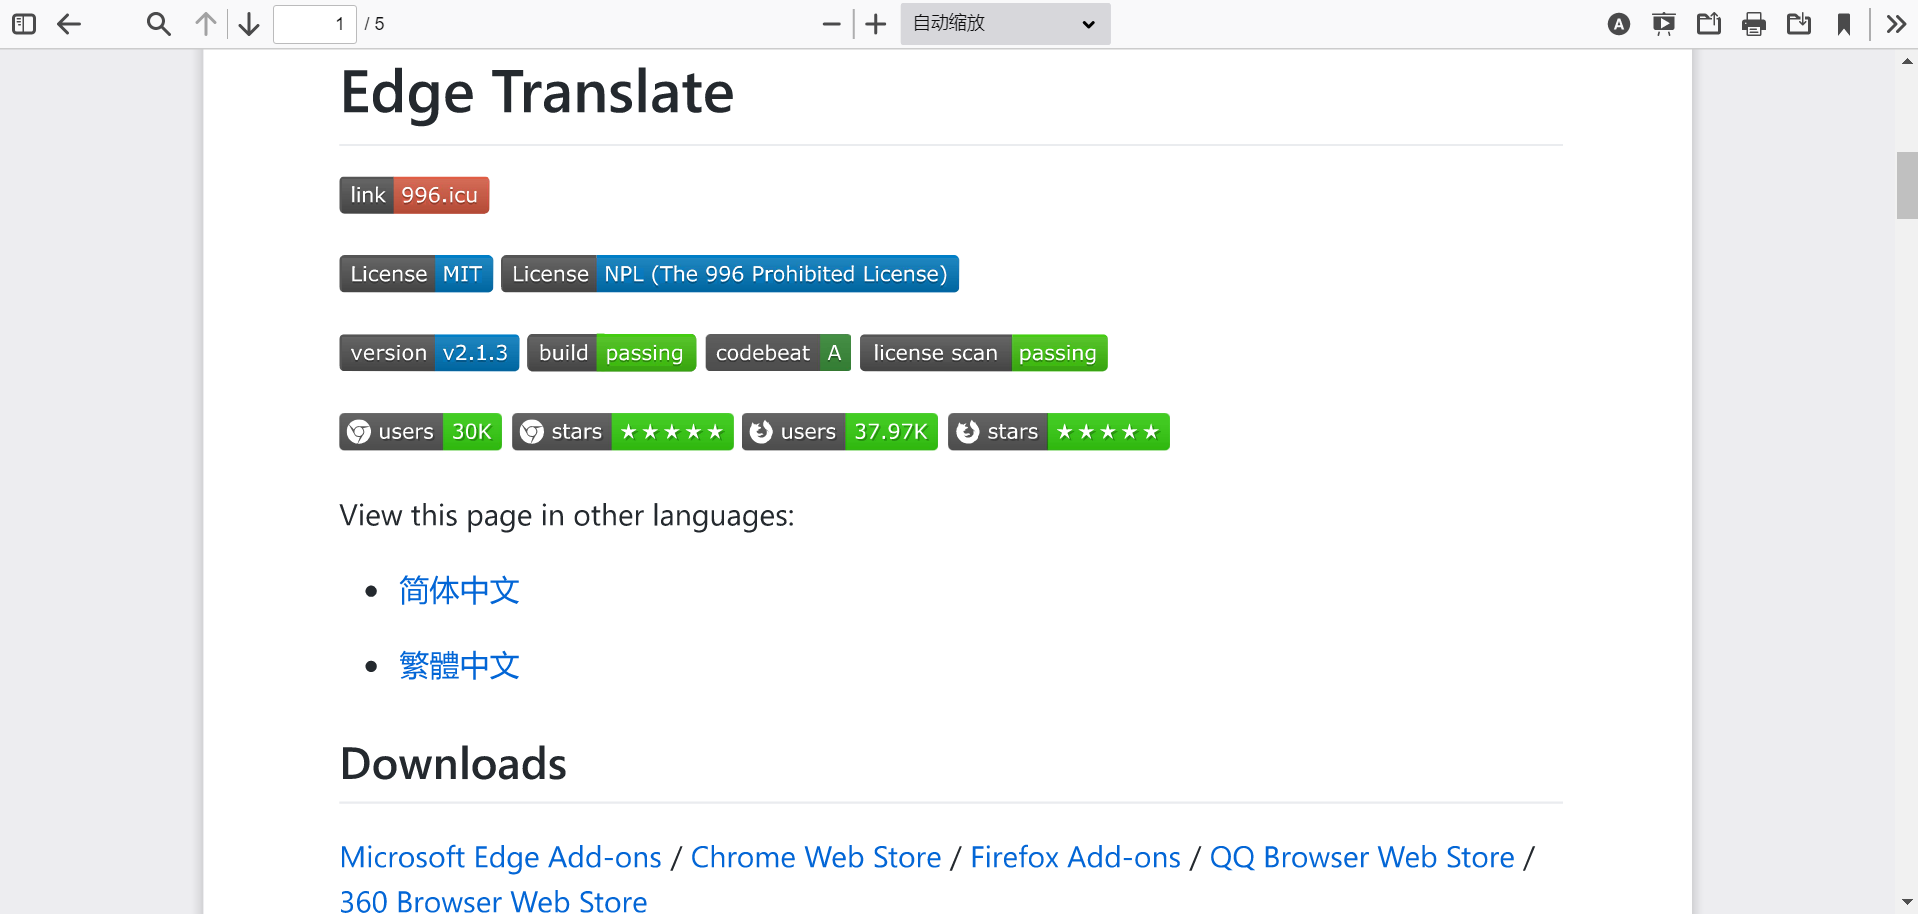 1 / 5 自动缩放 A
Edge Translate
link 996.icu
License MIT License NPL (The 996 Prohibited License)
version v2.1.3 build passing codebeat A license scan passing
users 30K stars ★★★★★ users 37.97K stars ★★★★★
View this page in other languages:
• 简体中文
• 繁體中文
Downloads
Microsoft Edge Add-ons / Chrome Web Store / Firefox Add-ons / QQ Browser Web Store /
360 Browser Web Store